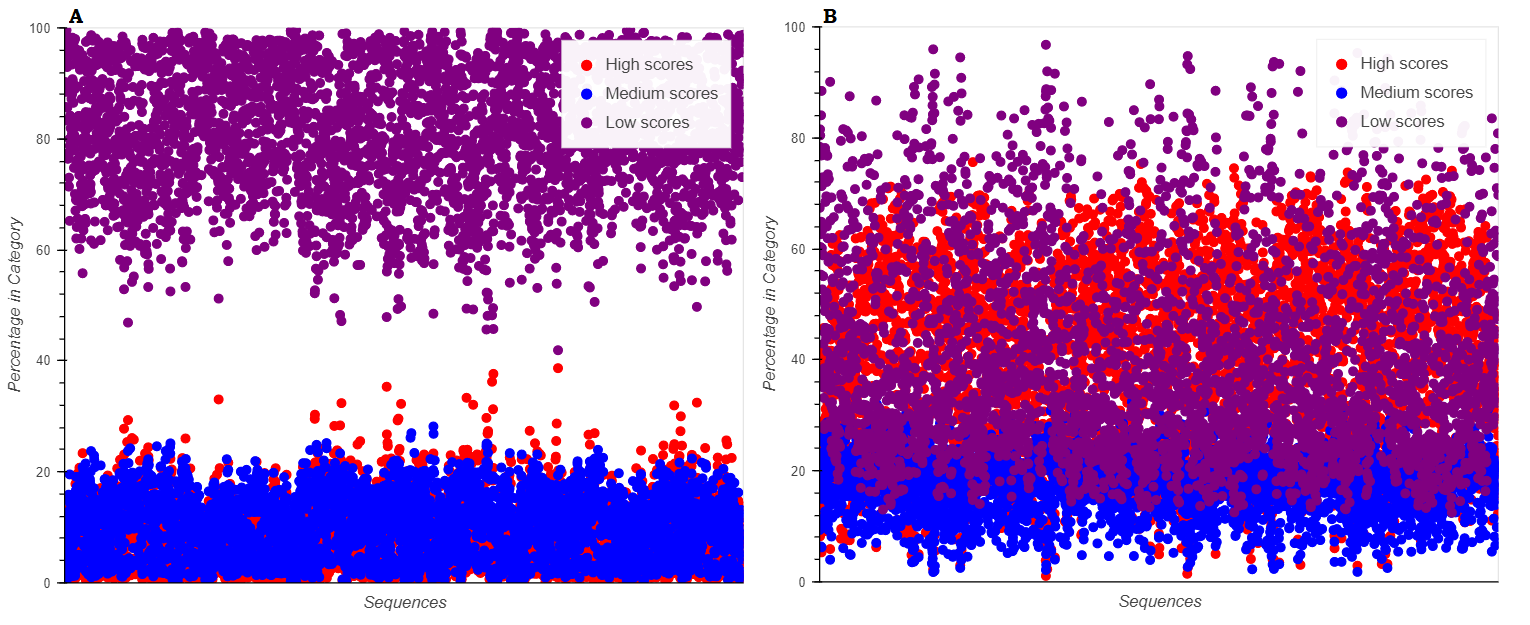 A
100
80
60
40
20
0
Percentage in Category
Sequences
High scores
Medium scores
Low scores
B
100
80
60
40
20
0
Percentage in Category
Sequences
High scores
Medium scores
Low scores